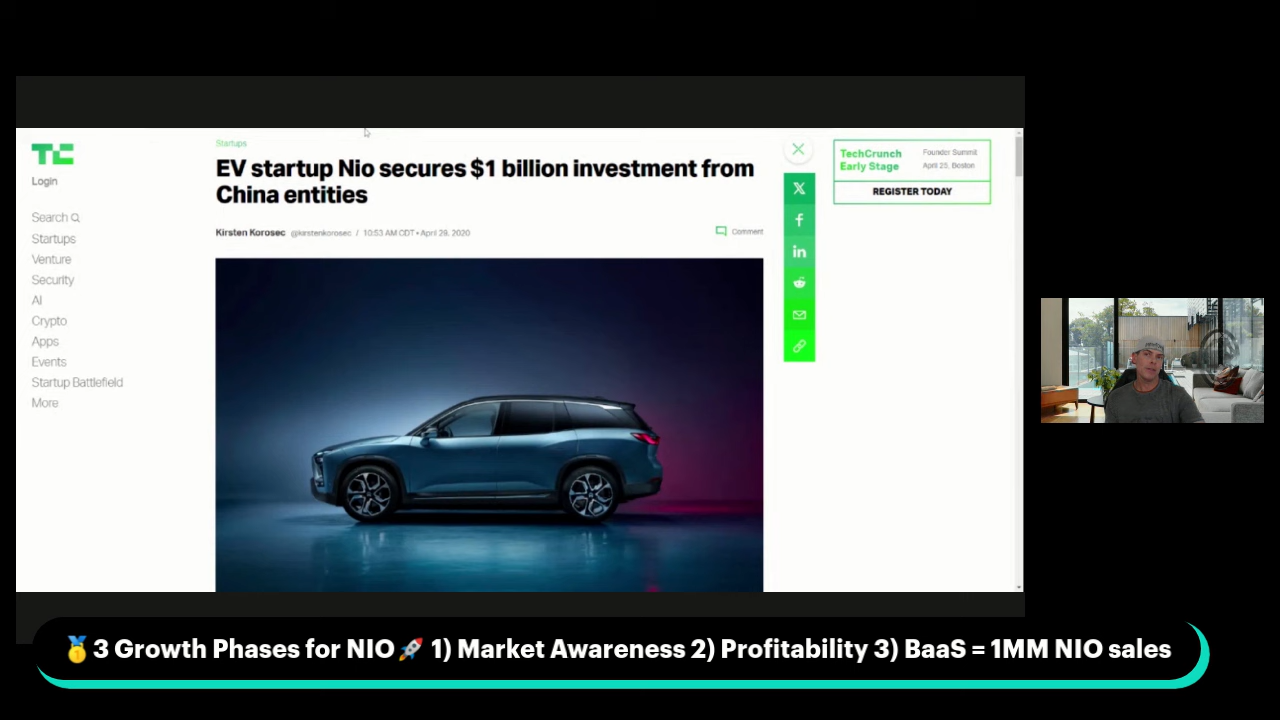 TC
Login
Search
Startups
Venture
Security
AI
Crypto
Apps
Events
Startup Battlefield
More
Startups
EV startup Nio secures $1 billion investment from
China entities
Kirsten Korosec @kirstenkorosec / 10:53 AM CDT • April 29, 2020
Comment
TechCrunch
Early Stage
Founder Summit
April 25, Boston
REGISTER TODAY
🥇3 Growth Phases for NIO🚀 1) Market Awareness 2) Profitability 3) BaaS = 1MM NIO sales